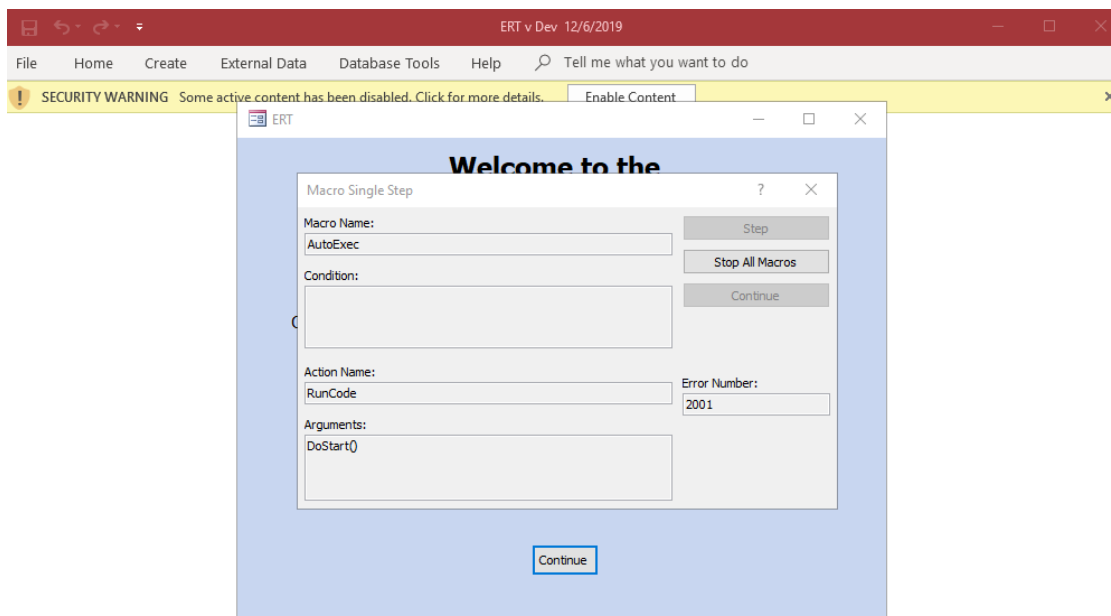 ERT v Dev 12/6/2019
File Home Create External Data Database Tools Help Tell me what you want to do
SECURITY WARNING Some active content has been disabled. Click for more details. Enable Content
ERT
Welcome to the
Macro Single Step
Macro Name:
AutoExec
Step
Stop All Macros
Condition:
Continue
Action Name:
RunCode
Error Number:
2001
Arguments:
DoStart()
Continue